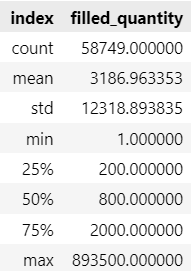 index filled_quantity
count 58749.000000
mean 3186.963353
std 12318.893835
min 1.000000
25% 200.000000
50% 800.000000
75% 2000.000000
max 893500.000000